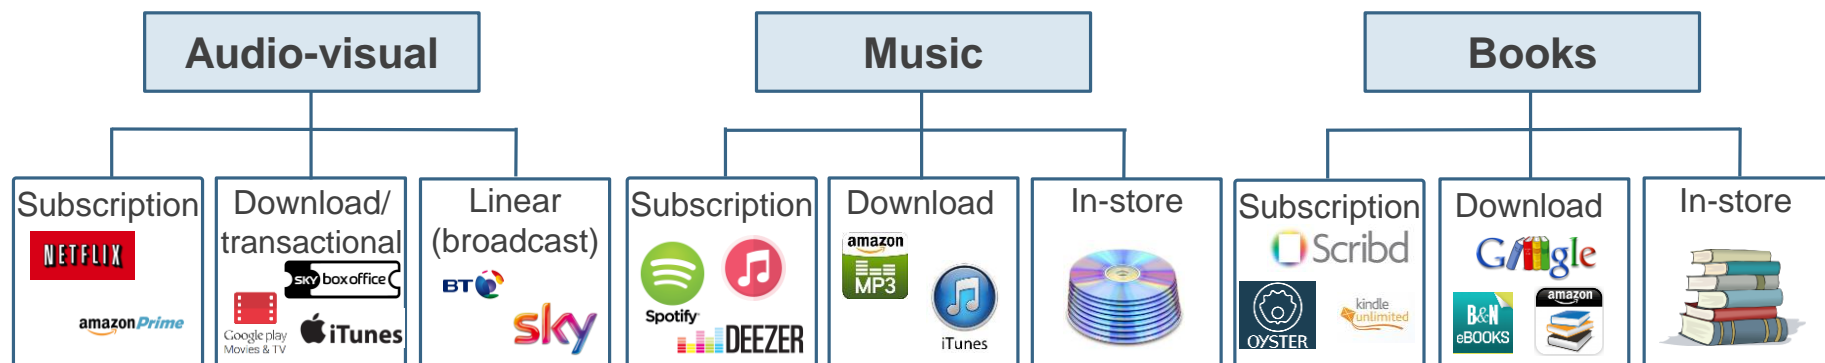 Audio-visual
Music
Books
Subscription
NETFLIX
amazonPrime
Download/
transactional
sky box office
Google play
Movies & TV
iTunes
Linear
(broadcast)
BT
sky
Subscription
Spotify
DEEZER
Download
amazon
MP3
iTunes
In-store
Subscription
Scribd
OYSTER
kindle
unlimited
Download
Google
B&N
eBOOKS
amazon
In-store